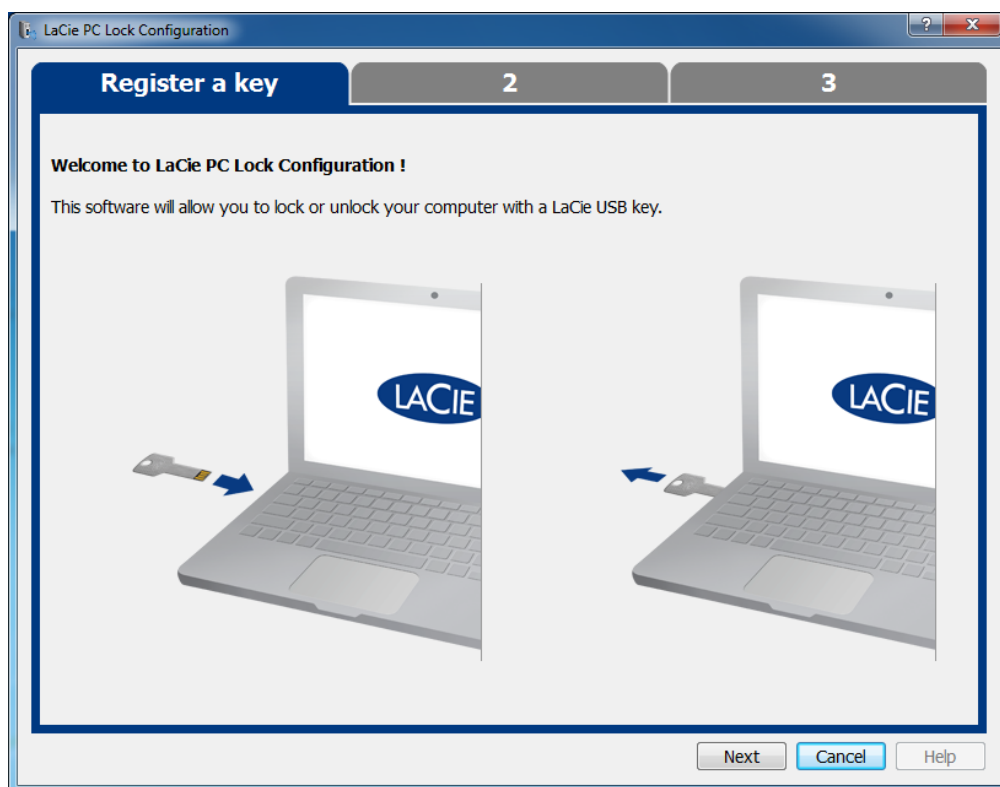 LaCie PC Lock Configuration
Register a key
2
3
Welcome to LaCie PC Lock Configuration !
This software will allow you to lock or unlock your computer with a LaCie USB key.
LACIE
LACIE
Next
Cancel
Help